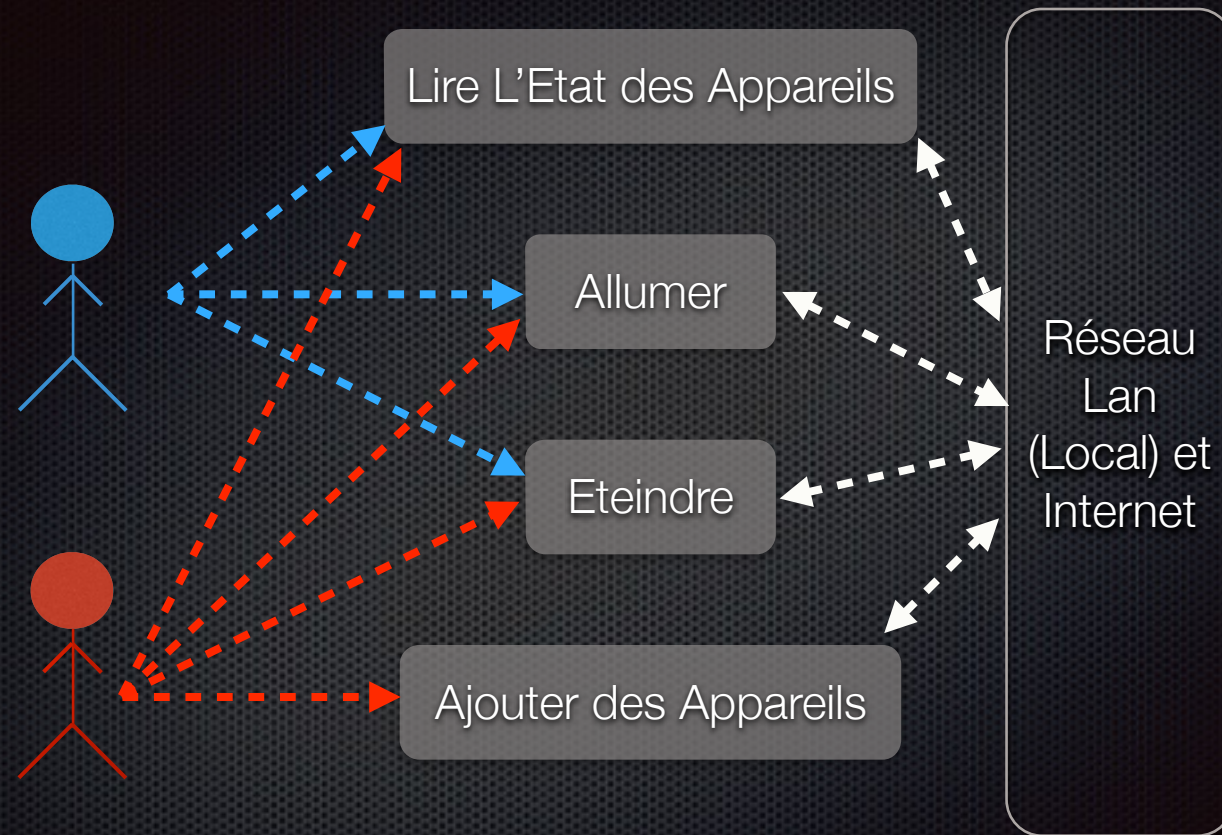 Lire L’Etat des Appareils
Allumer
Eteindre
Ajouter des Appareils
Réseau
Lan
(Local) et
Internet